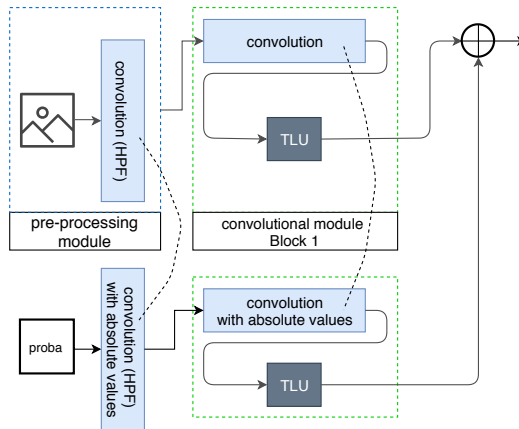 convolution (HPF)
convolution
TLU
pre-processing
module
convolutional module
Block 1
proba
convolution (HPF)
with absolute values
convolution
with absolute values
TLU